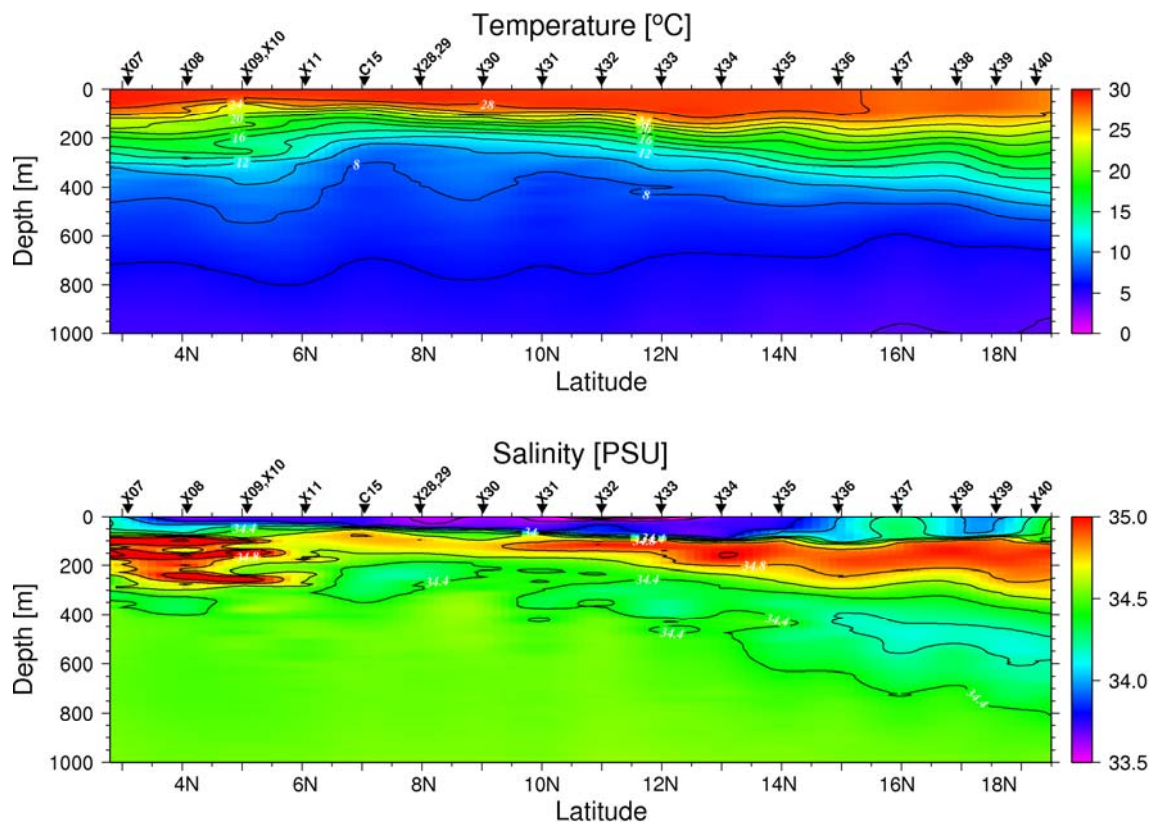 Temperature [ºC]
X07 X08 X09,X10 X11 C15 X28,29 X30 X31 X32 X33 X34 X35 X36 X37 X38 X39 X40
0 200 400 600 800 1000
Depth [m]
24 20 16 12 8 28 24 20 16 12 8
30 25 20 15 10 5 0
4N 6N 8N 10N 12N 14N 16N 18N
Latitude
Salinity [PSU]
X07 X08 X09,X10 X11 C15 X28,29 X30 X31 X32 X33 X34 X35 X36 X37 X38 X39 X40
0 200 400 600 800 1000
Depth [m]
34.4 34.8 34.4 34 34.4 34.8 34.4 34.4 34.8 34.4
35.0 34.5 34.0 33.5
4N 6N 8N 10N 12N 14N 16N 18N
Latitude